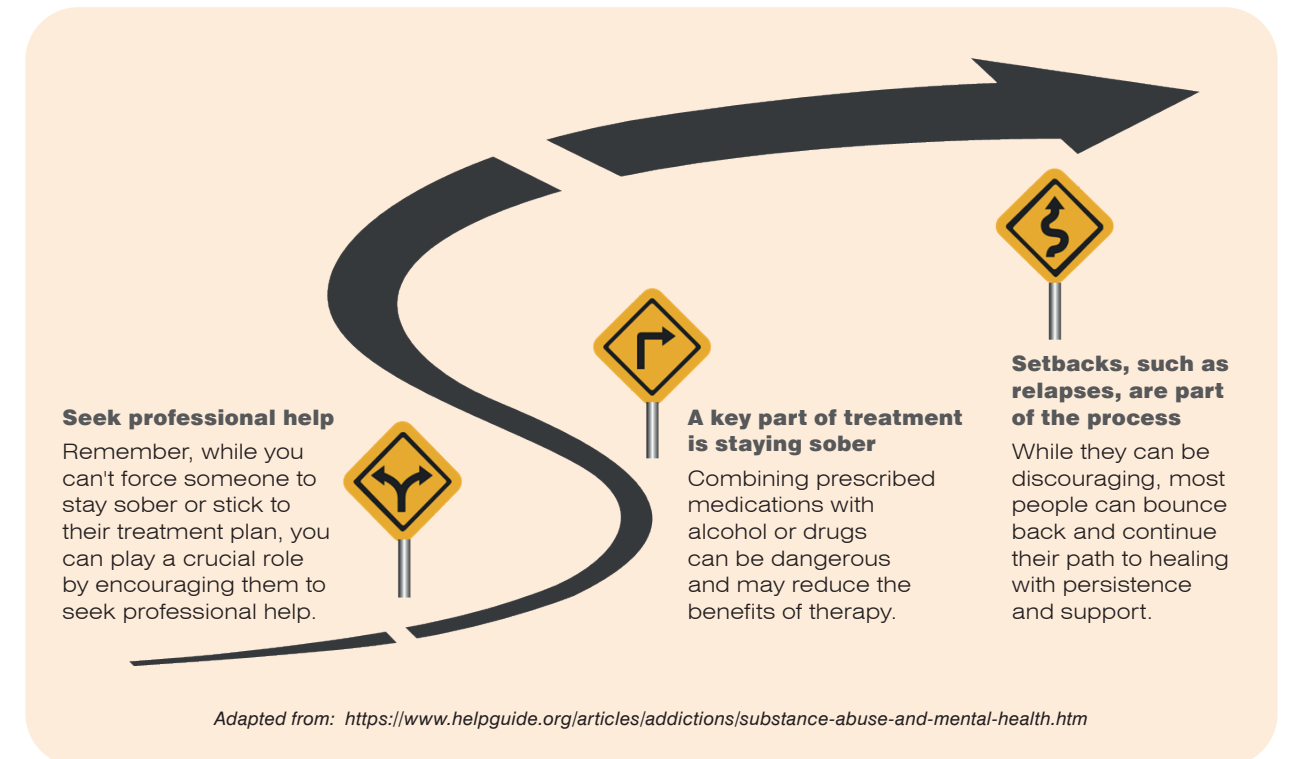 Seek professional help
Remember, while you
can't force someone to
stay sober or stick to
their treatment plan, you
can play a crucial role
by encouraging them to
seek professional help.
A key part of treatment
is staying sober
Combining prescribed
medications with
alcohol or drugs
can be dangerous
and may reduce the
benefits of therapy.
Setbacks, such as
relapses, are part
of the process
While they can be
discouraging, most
people can bounce
back and continue
their path to healing
with persistence
and support.
Adapted from: https://www.helpguide.org/articles/addictions/substance-abuse-and-mental-health.htm